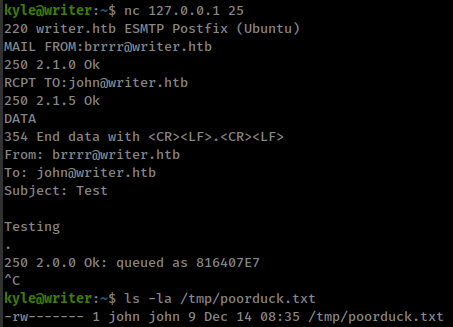 kyle@writer:~$ nc 127.0.0.1 25
220 writer.htb ESMTP Postfix (Ubuntu)
MAIL FROM:brrrr@writer.htb
250 2.1.0 Ok
RCPT TO:john@writer.htb
250 2.1.5 Ok
DATA
354 End data with <CR><LF>.<CR><LF>
From: brrrr@writer.htb
To: john@writer.htb
Subject: Test

Testing
.
250 2.0.0 Ok: queued as 816407E7
^C
kyle@writer:~$ ls -la /tmp/poorduck.txt
-rw------- 1 john john 9 Dec 14 08:35 /tmp/poorduck.txt